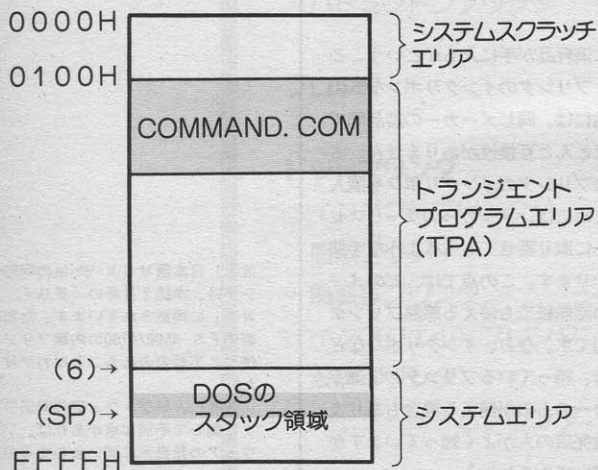 0000H
システムスクラッチ
エリア
0100H
COMMAND. COM
トランジェント
プログラムエリア
(TPA)
(6)→
DOSの
スタック領域
(SP)→
システムエリア
FFFFH